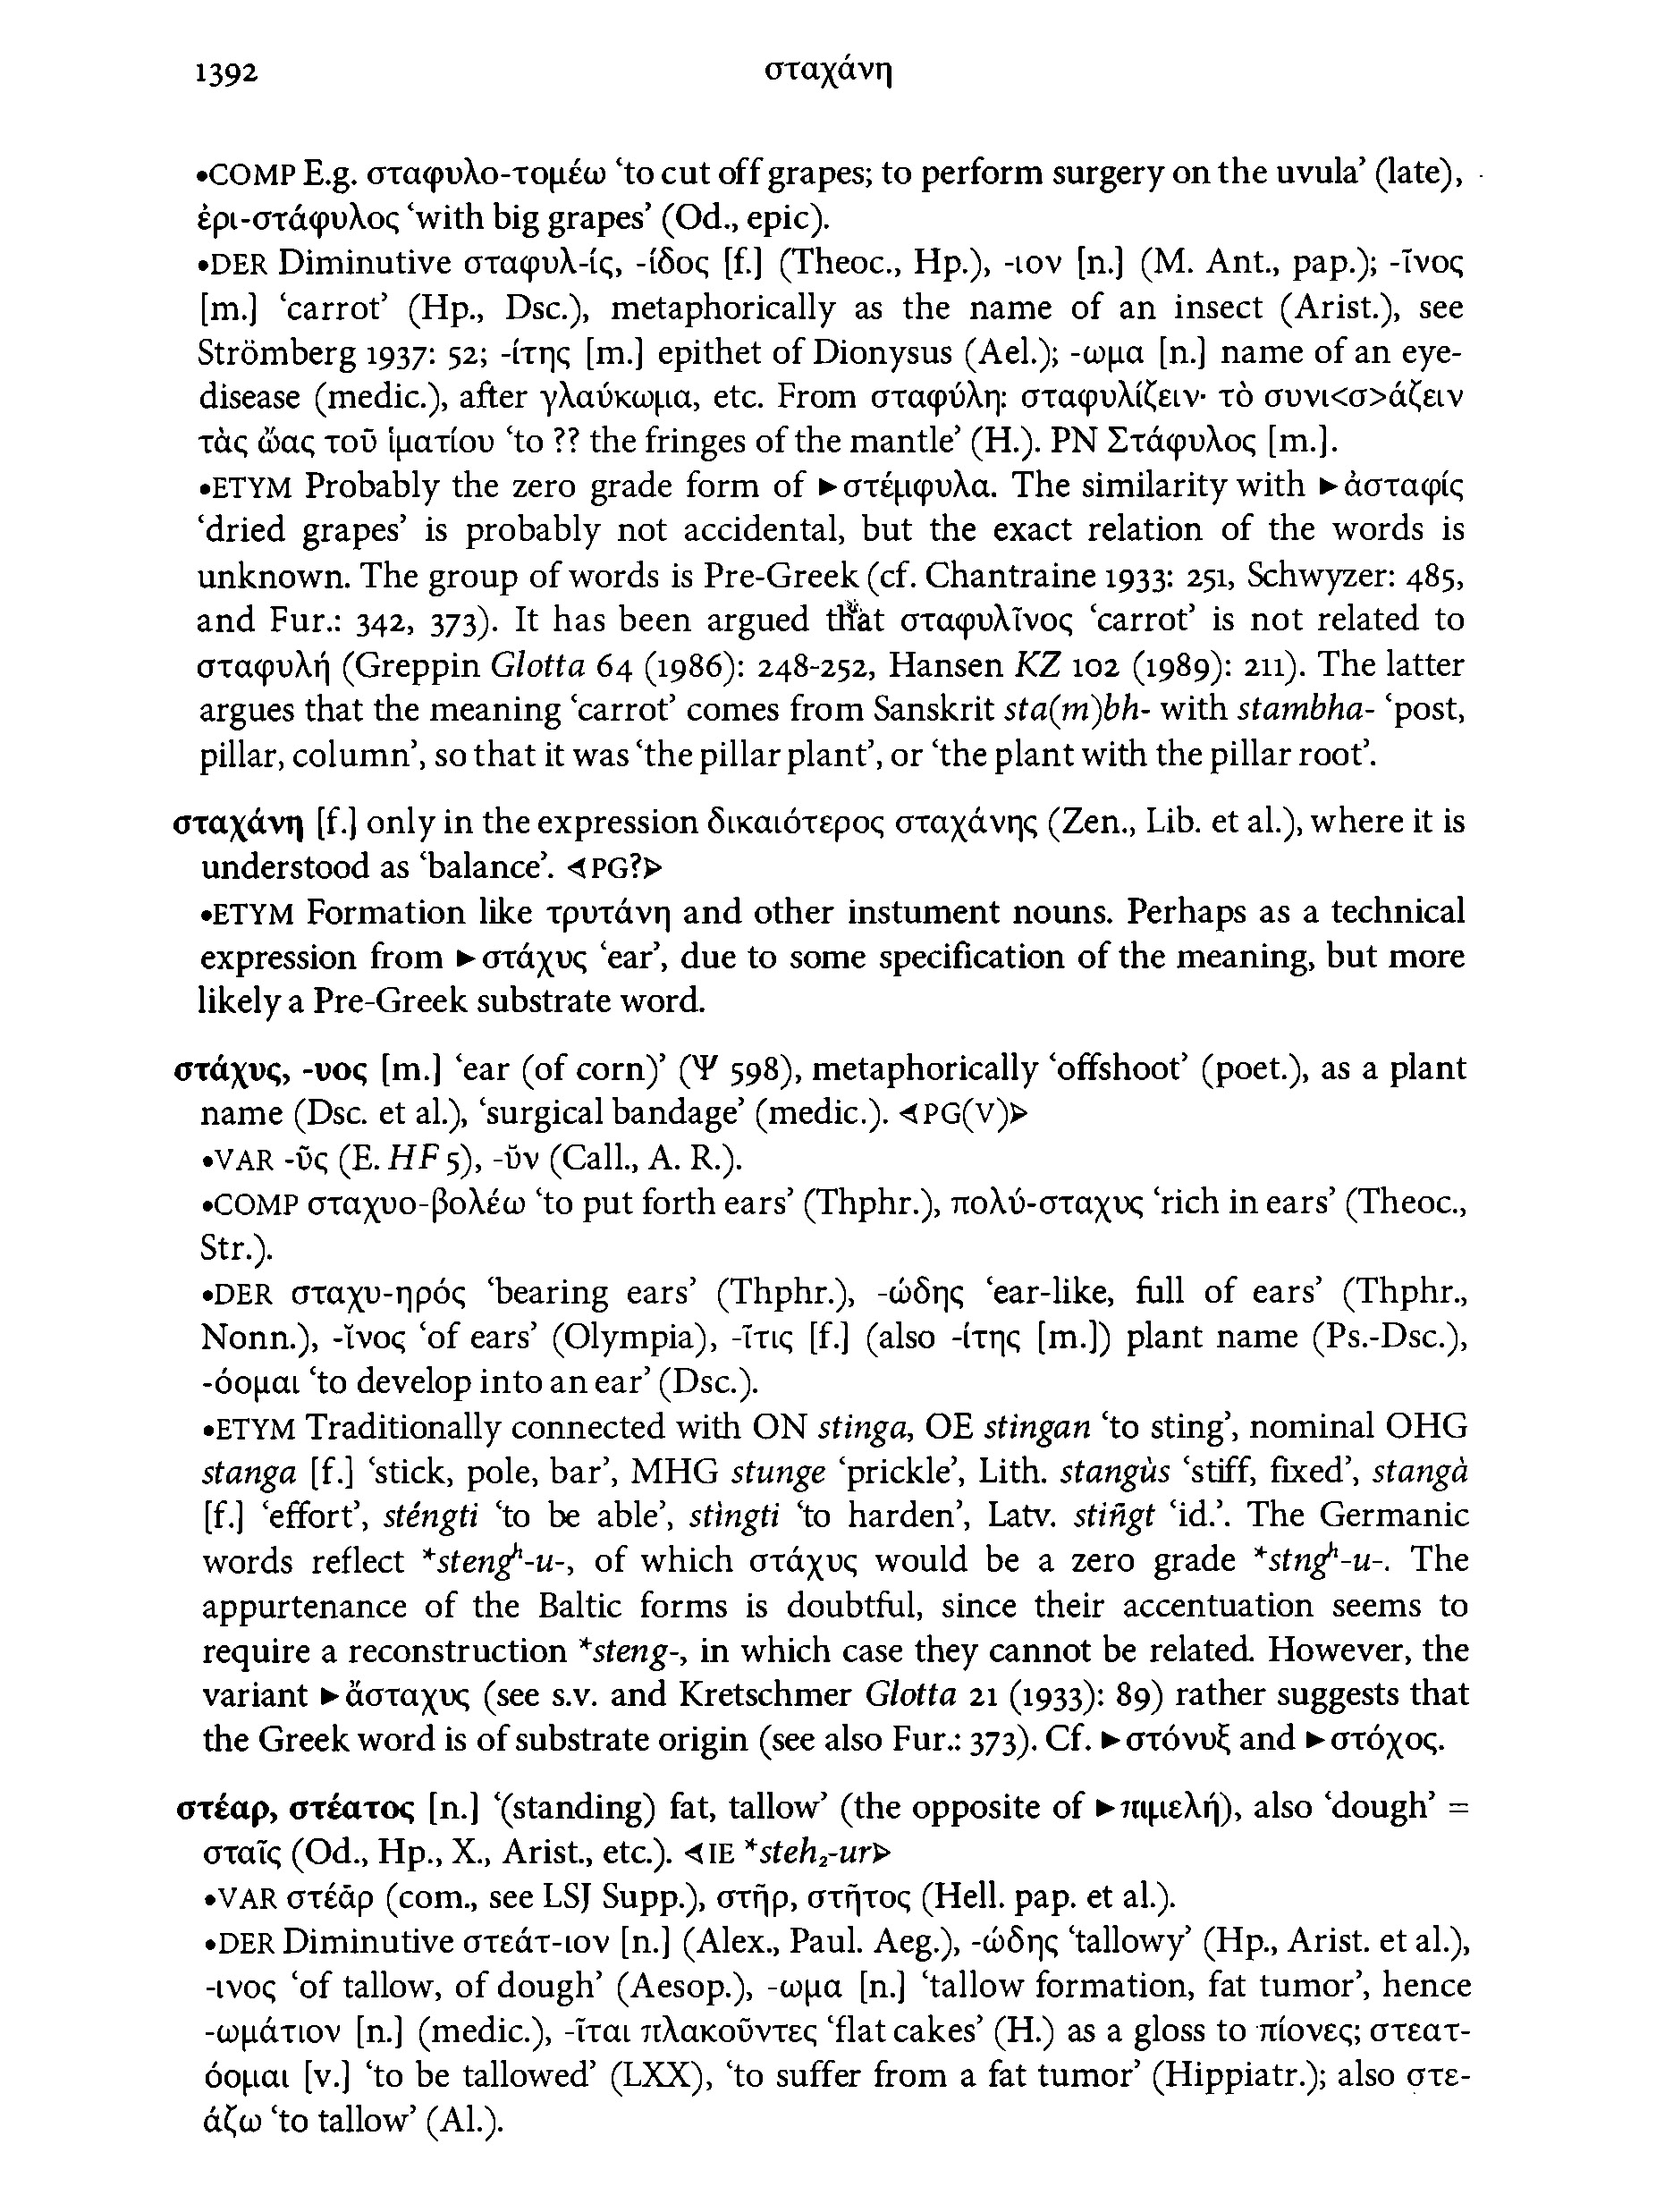 1392 σταχάνη
•COMP E.g. σταφυλο-τομέω ‘to cut off grapes; to perform surgery on the uvula’ (late),
ἐρι-στάφυλος ‘with big grapes’ (Od., epic).
•DER Diminutive σταφυλ-ίς, -ίδος [f.] (Theoc., Hp.), -ιον [n.] (M. Ant., pap.); -ῖνος
[m.] ‘carrot’ (Hp., Dsc.), metaphorically as the name of an insect (Arist.), see
Strömberg 1937: 52; -ίτης [m.] epithet of Dionysus (Ael.); -ωμα [n.] name of an eye-
disease (medic.), after γλαύκωμα, etc. From σταφύλη: σταφυλίζειν· τὸ συνι<σ>άζειν
τὰς ὤας τοῦ ἱματίου ‘to ?? the fringes of the mantle’ (H.). PN Στάφυλος [m.].
•ETYM Probably the zero grade form of ►στέμφυλα. The similarity with ►ἀσταφίς
‘dried grapes’ is probably not accidental, but the exact relation of the words is
unknown. The group of words is Pre-Greek (cf. Chantraine 1933: 251, Schwyzer: 485,
and Fur.: 342, 373). It has been argued that σταφυλῖνος ‘carrot’ is not related to
σταφυλή (Greppin Glotta 64 (1986): 248-252, Hansen KZ 102 (1989): 211). The latter
argues that the meaning ‘carrot’ comes from Sanskrit sta(m)bh- with stambha- ‘post,
pillar, column’, so that it was ‘the pillar plant’, or ‘the plant with the pillar root’.
σταχάνη [f.] only in the expression δικαιότερος σταχάνης (Zen., Lib. et al.), where it is
understood as ‘balance’. ◁PG?▷
•ETYM Formation like τρυτάνη and other instument nouns. Perhaps as a technical
expression from ►στάχυς ‘ear’, due to some specification of the meaning, but more
likely a Pre-Greek substrate word.
στάχυς, -υος [m.] ‘ear (of corn)’ (Ψ 598), metaphorically ‘offshoot’ (poet.), as a plant
name (Dsc. et al.), ‘surgical bandage’ (medic.). ◁PG(V)▷
•VAR -ῦς (E. HF 5), -ῦν (Call., A. R.).
•COMP σταχυο-βολέω ‘to put forth ears’ (Thphr.), πολύ-σταχυς ‘rich in ears’ (Theoc.,
Str.).
•DER σταχυ-ηρός ‘bearing ears’ (Thphr.), -ώδης ‘ear-like, full of ears’ (Thphr.,
Nonn.), -ῖνος ‘of ears’ (Olympia), -ῖτις [f.] (also -ίτης [m.]) plant name (Ps.-Dsc.),
-όομαι ‘to develop into an ear’ (Dsc.).
•ETYM Traditionally connected with ON stinga, OE stingan ‘to sting’, nominal OHG
stanga [f.] ‘stick, pole, bar’, MHG stunge ‘prickle’, Lith. stangùs ‘stiff, fixed’, stangà
[f.] ‘effort’, sténgti ‘to be able’, stìngti ‘to harden’, Latv. stiñgt ‘id.’. The Germanic
words reflect *stengʰ-u-, of which στάχυς would be a zero grade *stngʰ-u-. The
appurtenance of the Baltic forms is doubtful, since their accentuation seems to
require a reconstruction *steng-, in which case they cannot be related. However, the
variant ►ἄσταχυς (see s.v. and Kretschmer Glotta 21 (1933): 89) rather suggests that
the Greek word is of substrate origin (see also Fur.: 373). Cf. ►στόνυξ and ►στόχος.
στέαρ, στέατος [n.] ‘(standing) fat, tallow’ (the opposite of ►πιμελή), also ‘dough’ =
σταῖς (Od., Hp., X., Arist., etc.). ◁IE *steh₂-ur▷
•VAR στέᾱρ (com., see LSJ Supp.), στῆρ, στῆτος (Hell. pap. et al.).
•DER Diminutive στεάτ-ιον [n.] (Alex., Paul. Aeg.), -ώδης ‘tallowy’ (Hp., Arist. et al.),
-ινος ‘of tallow, of dough’ (Aesop.), -ωμα [n.] ‘tallow formation, fat tumor’, hence
-ωμάτιον [n.] (medic.), -ῖται πλακοῦντες ‘flat cakes’ (H.) as a gloss to πίονες; στεατ-
όομαι [v.] ‘to be tallowed’ (LXX), ‘to suffer from a fat tumor’ (Hippiatr.); also στε-
άζω ‘to tallow’ (Al.).